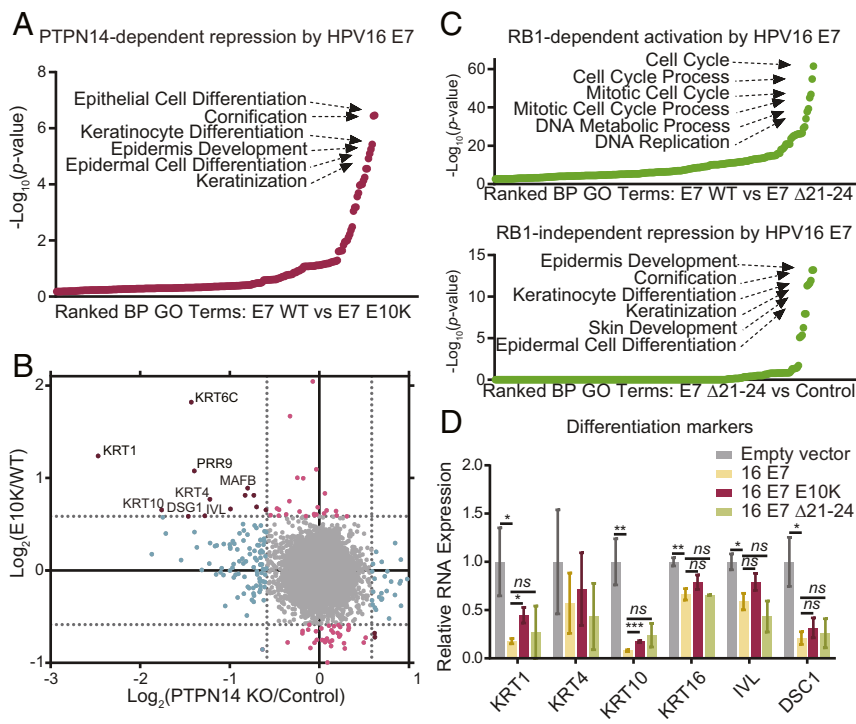 A
PTPN14-dependent repression by HPV16 E7
-Log10(p-value)
8
6
4
2
0
Epithelial Cell Differentiation
Cornification
Keratinocyte Differentiation
Epidermis Development
Epidermal Cell Differentiation
Keratinization
Ranked BP GO Terms: E7 WT vs E7 E10K
B
Log2(E10K/WT)
2
1
0
-1
KRT6C
KRT1
PRR9
MAFB
KRT4
KRT10
DSG1
IVL
-3
-2
-1
0
1
Log2(PTPN14 KO/Control)
C
RB1-dependent activation by HPV16 E7
-Log10(p-value)
60
40
20
0
Cell Cycle
Cell Cycle Process
Mitotic Cell Cycle
Mitotic Cell Cycle Process
DNA Metabolic Process
DNA Replication
Ranked BP GO Terms: E7 WT vs E7 Δ21-24
RB1-independent repression by HPV16 E7
-Log10(p-value)
15
10
5
0
Epidermis Development
Cornification
Keratinocyte Differentiation
Keratinization
Skin Development
Epidermal Cell Differentiation
Ranked BP GO Terms: E7 Δ21-24 vs Control
D
Differentiation markers
Relative RNA Expression
2.0
1.5
1.0
0.5
0.0
Empty vector
16 E7
16 E7 E10K
16 E7 Δ21-24
* ns *
** ns ***
** ns ns
* ns ns
* ns ns
KRT1
KRT4
KRT10
KRT16
IVL
DSC1